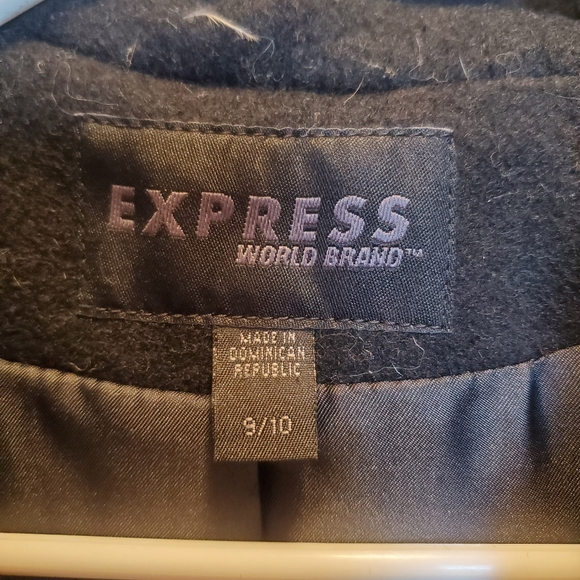 EXPRESS
WORLD BRAND™
MADE IN
DOMINICAN
REPUBLIC
9/10